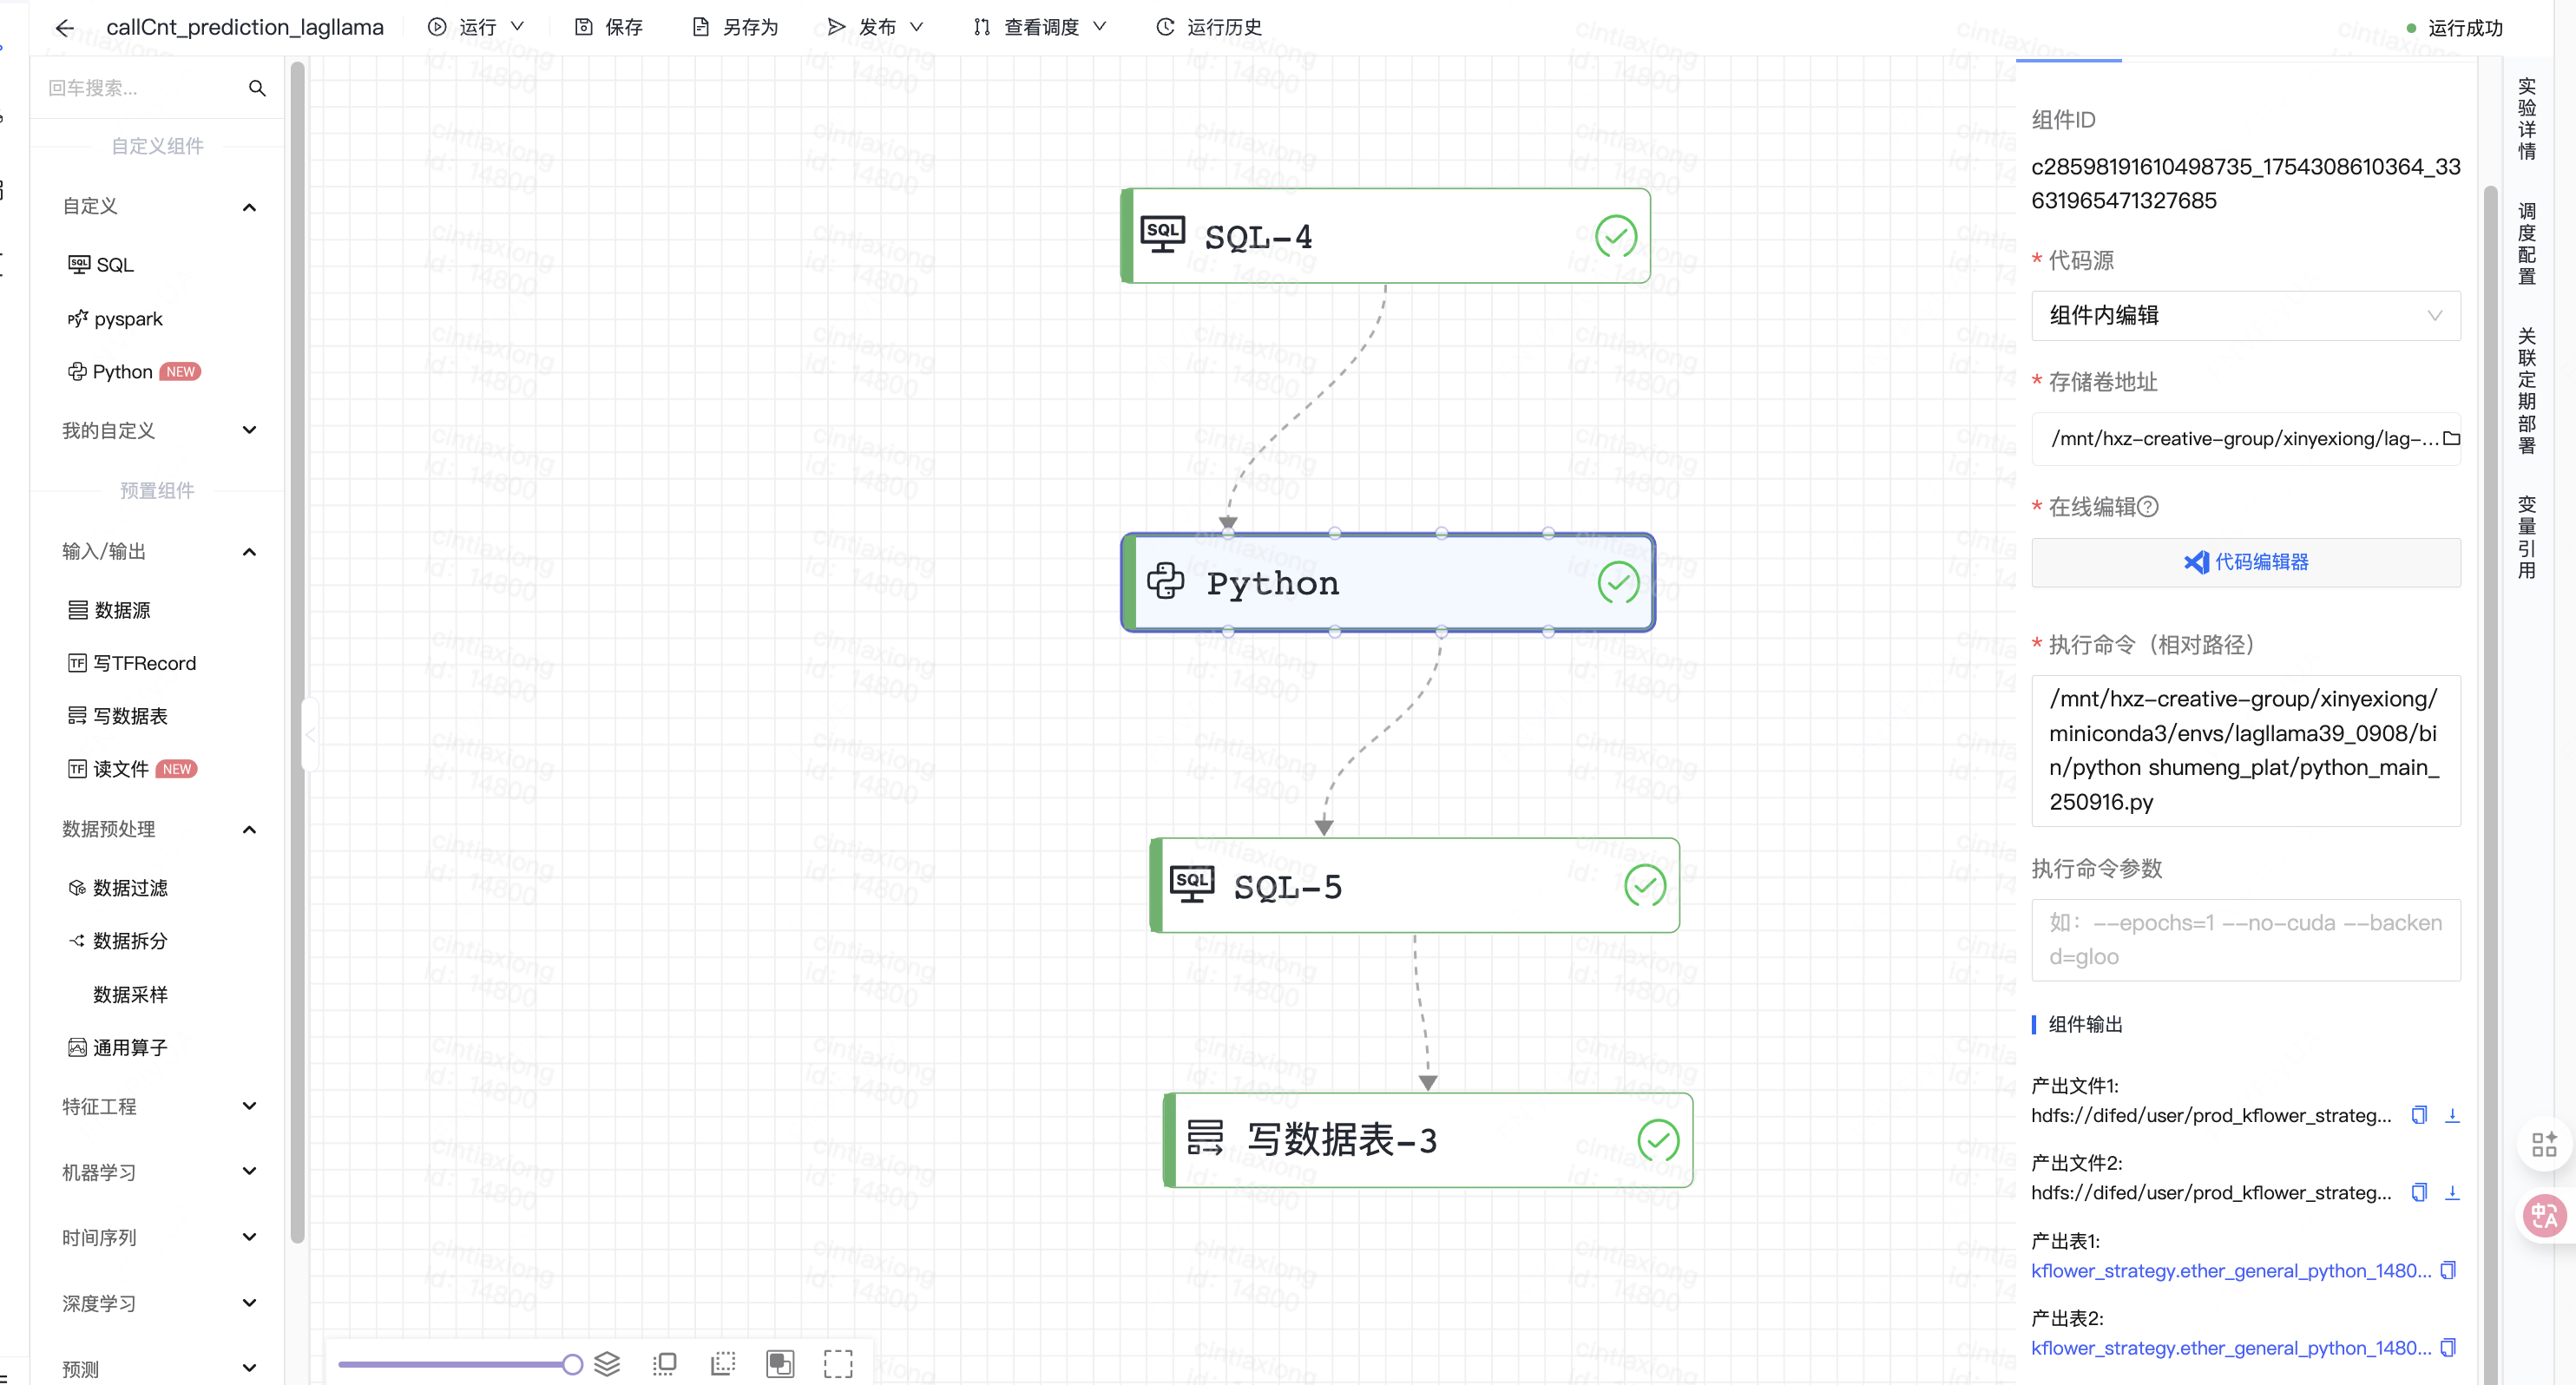 callCnt_prediction_lagllama
运行
保存
另存为
发布
查看调度
运行历史
运行成功
回车搜索...
自定义组件
自定义
SQL
pyspark
Python NEW
我的自定义
预置组件
输入/输出
数据源
写TFRecord
写数据表
读文件 NEW
数据预处理
数据过滤
数据拆分
数据采样
通用算子
特征工程
机器学习
时间序列
深度学习
预测
SQL-4
Python
SQL-5
写数据表-3
组件ID
c28598191610498735_1754308610364_33
631965471327685
* 代码源
组件内编辑
* 存储卷地址
/mnt/hxz-creative-group/xinyexiong/lag-...
* 在线编辑
代码编辑器
* 执行命令（相对路径）
/mnt/hxz-creative-group/xinyexiong/
miniconda3/envs/lagllama39_0908/bi
n/python shumeng_plat/python_main_
250916.py
执行命令参数
如：--epochs=1 --no-cuda --backen
d=gloo
组件输出
产出文件1:
hdfs://difed/user/prod_kflower_strateg...
产出文件2:
hdfs://difed/user/prod_kflower_strateg...
产出表1:
kflower_strategy.ether_general_python_1480...
产出表2:
kflower_strategy.ether_general_python_1480...
实验详情
调度配置
关联定期部署
变量引用
cintiaxiong
id: 14800